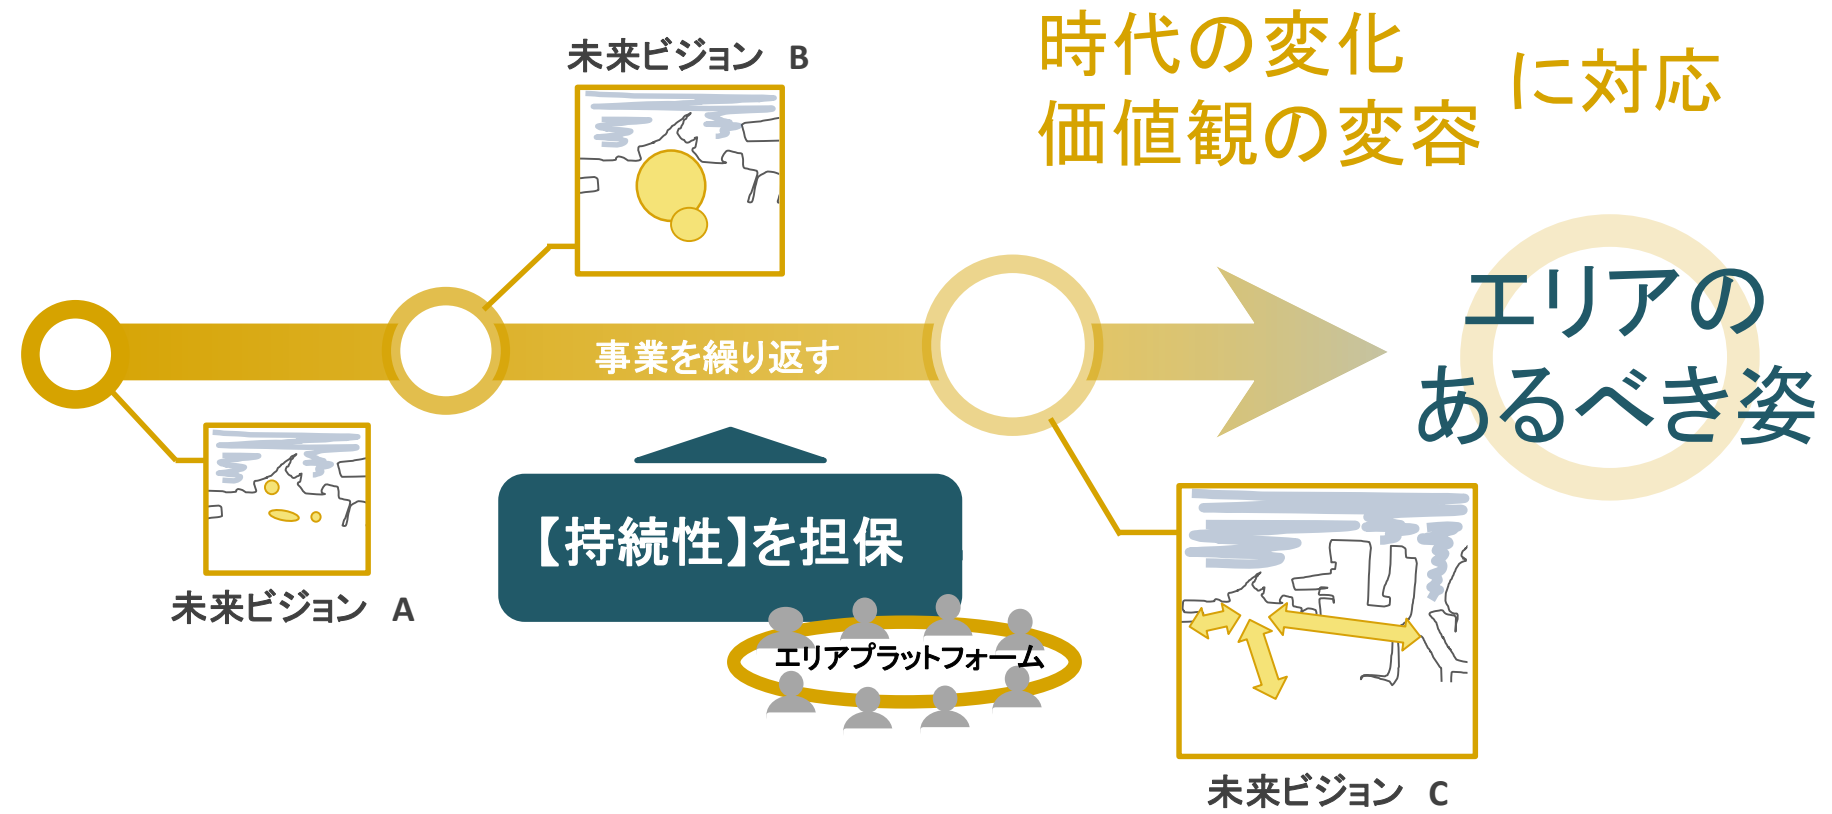 未来ビジョン B
時代の変化
価値観の変容
に対応
事業を繰り返す
エリアの
あるべき姿
【持続性】を担保
エリアプラットフォーム
未来ビジョン A
未来ビジョン C